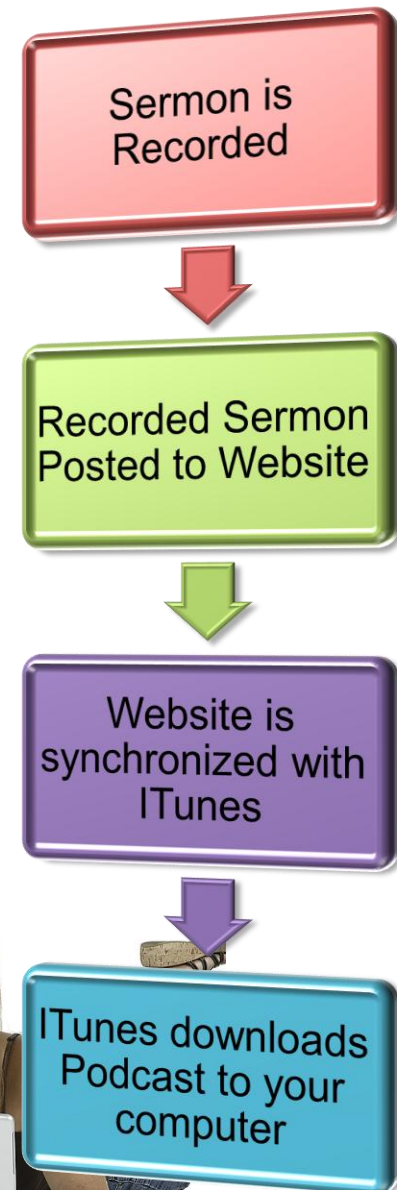 Sermon is
Recorded
Recorded Sermon
Posted to Website
Website is
synchronized with
ITunes
ITunes downloads
Podcast to your
computer